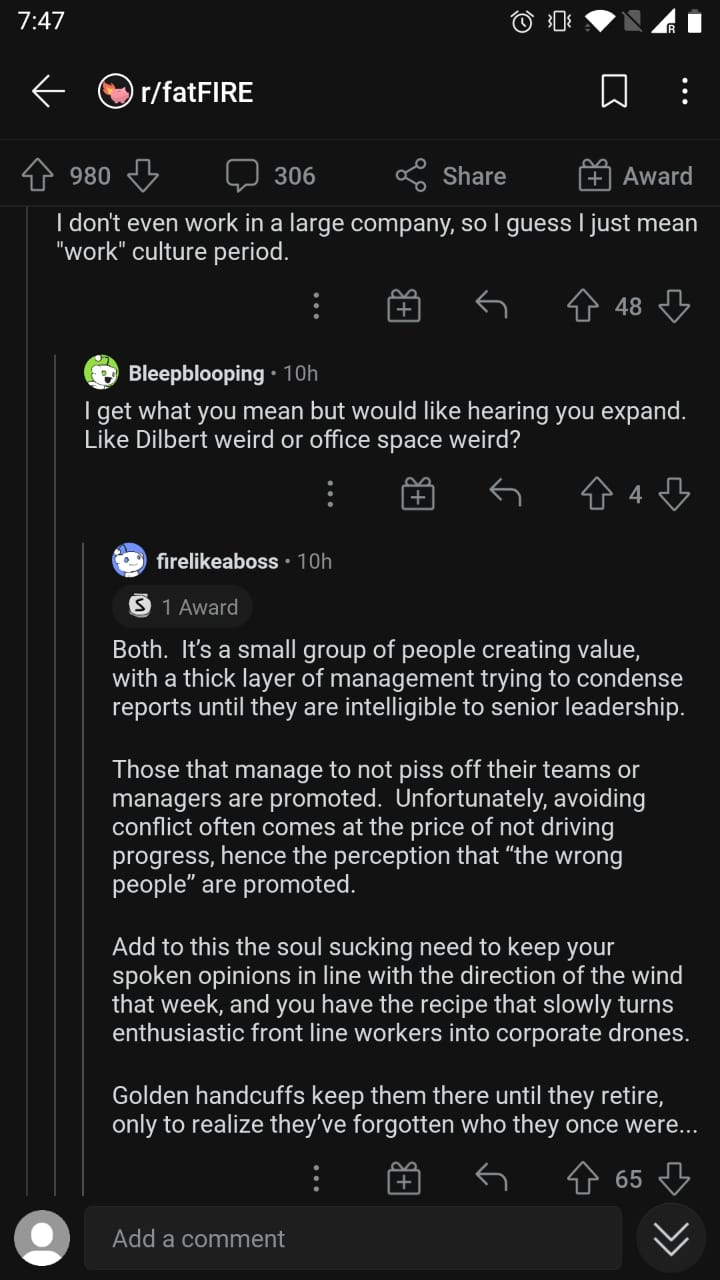 7:47
R
r/fatFIRE
980
306
Share
Award
I don't even work in a large company, so I guess I just mean
"work" culture period.
48
Bleepblooping • 10h
I get what you mean but would like hearing you expand.
Like Dilbert weird or office space weird?
4
firelikeaboss • 10h
S 1 Award
Both.  It’s a small group of people creating value,
with a thick layer of management trying to condense
reports until they are intelligible to senior leadership.
Those that manage to not piss off their teams or
managers are promoted.  Unfortunately, avoiding
conflict often comes at the price of not driving
progress, hence the perception that “the wrong
people” are promoted.
Add to this the soul sucking need to keep your
spoken opinions in line with the direction of the wind
that week, and you have the recipe that slowly turns
enthusiastic front line workers into corporate drones.
Golden handcuffs keep them there until they retire,
only to realize they’ve forgotten who they once were...
65
Add a comment